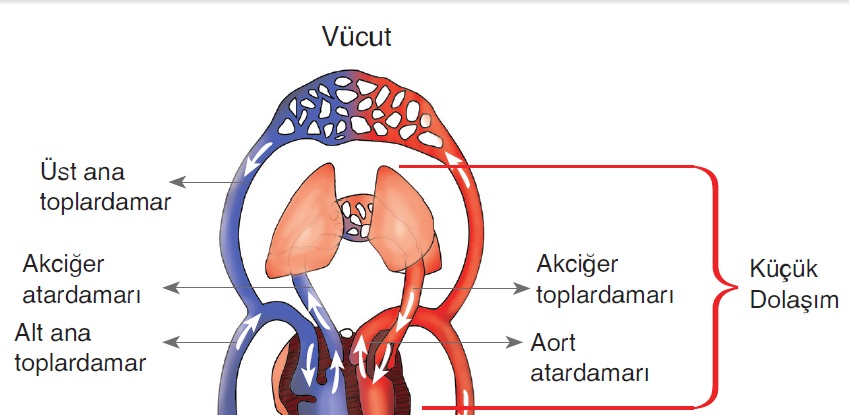 Vücut
Üst ana
toplardamar
Akciğer
atardamarı
Alt ana
toplardamar
Akciğer
toplardamarı
Aort
atardamarı
Küçük
Dolaşım